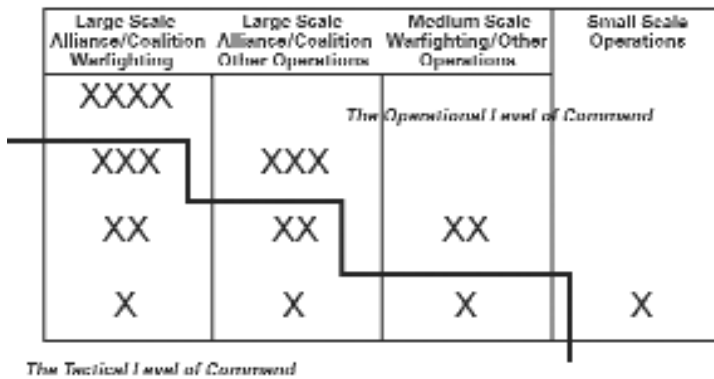 Large Scale
Alliance/Coalition
Warfighting
Large Scale
Alliance/Coalition
Other Operations
Medium Scale
Warfighting/Other
Operations
Small Scale
Operations
XXXX
The Operational Level of Command
XXX XXX
XX XX XX
X X X X
The Tactical Level of Command